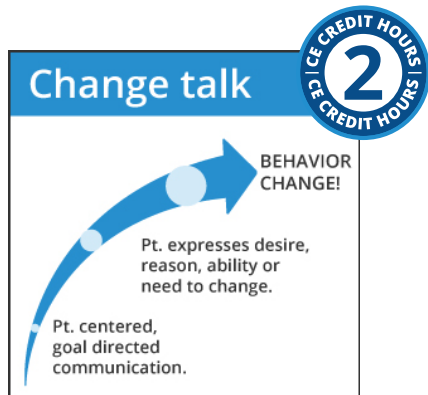 CE CREDIT HOURS
2
CE CREDIT HOURS
Change talk
BEHAVIOR
CHANGE!
Pt. expresses desire,
reason, ability or
need to change.
Pt. centered,
goal directed
communication.